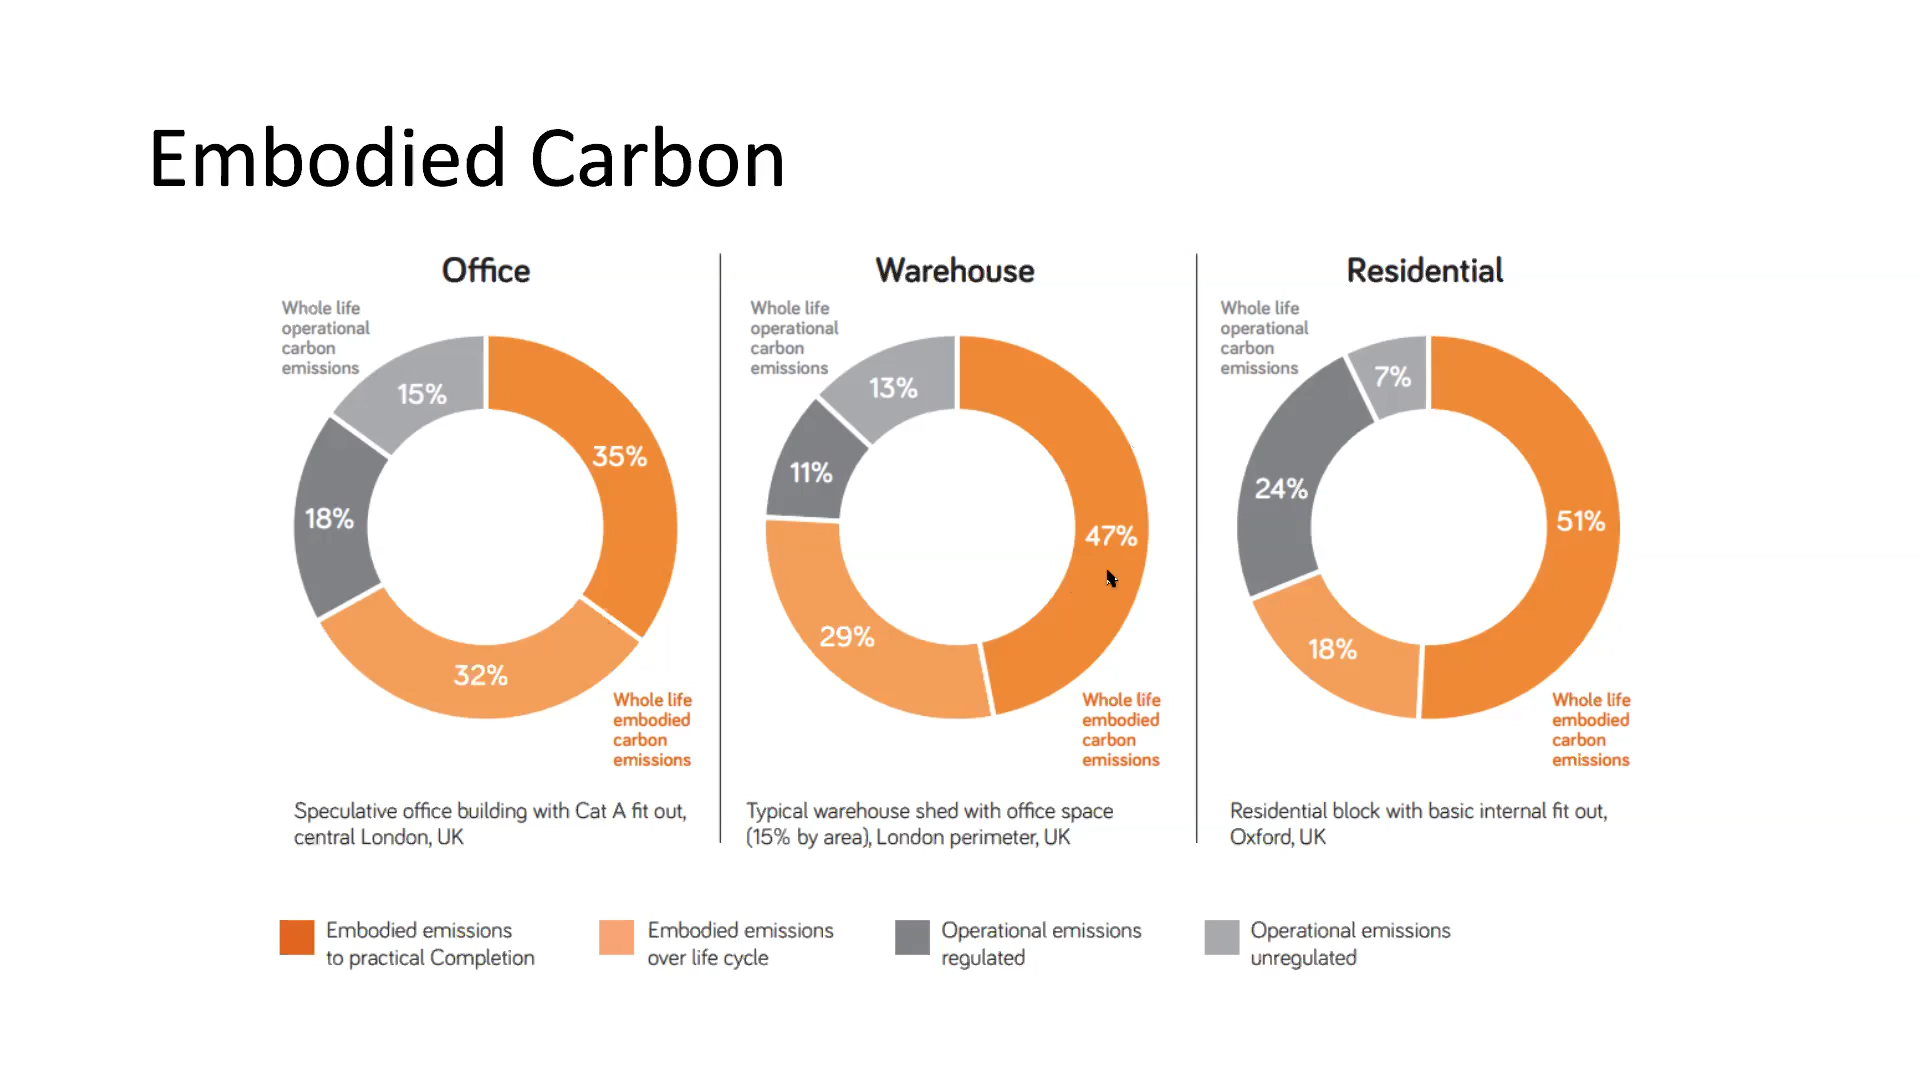 Embodied Carbon
Office
Whole life
operational
carbon
emissions
15%
35%
18%
32%
Whole life
embodied
carbon
emissions
Speculative office building with Cat A fit out,
central London, UK
Warehouse
Whole life
operational
carbon
emissions
13%
11%
47%
29%
Whole life
embodied
carbon
emissions
Typical warehouse shed with office space
(15% by area), London perimeter, UK
Residential
Whole life
operational
carbon
emissions
7%
24%
51%
18%
Whole life
embodied
carbon
emissions
Residential block with basic internal fit out,
Oxford, UK
Embodied emissions
to practical Completion
Embodied emissions
over life cycle
Operational emissions
regulated
Operational emissions
unregulated